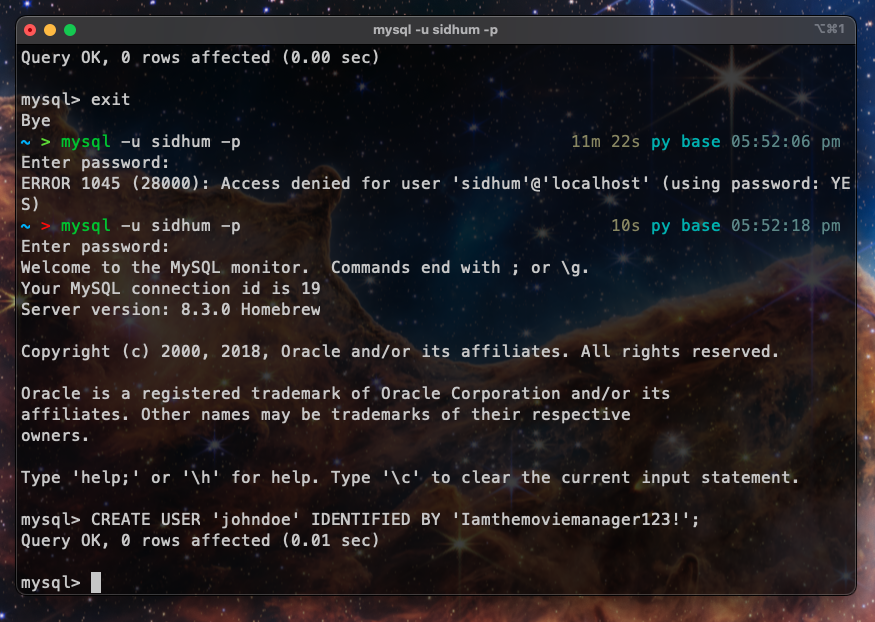 mysql -u sidhum -p
⌥⌘1
Query OK, 0 rows affected (0.00 sec)
mysql> exit
Bye
~ > mysql -u sidhum -p 11m 22s py base 05:52:06 pm
Enter password:
ERROR 1045 (28000): Access denied for user 'sidhum'@'localhost' (using password: YE
S)
~ > mysql -u sidhum -p 10s py base 05:52:18 pm
Enter password:
Welcome to the MySQL monitor.  Commands end with ; or \g.
Your MySQL connection id is 19
Server version: 8.3.0 Homebrew
Copyright (c) 2000, 2018, Oracle and/or its affiliates. All rights reserved.
Oracle is a registered trademark of Oracle Corporation and/or its
affiliates. Other names may be trademarks of their respective
owners.
Type 'help;' or '\h' for help. Type '\c' to clear the current input statement.
mysql> CREATE USER 'johndoe' IDENTIFIED BY 'Iamthemoviemanager123!';
Query OK, 0 rows affected (0.01 sec)
mysql>